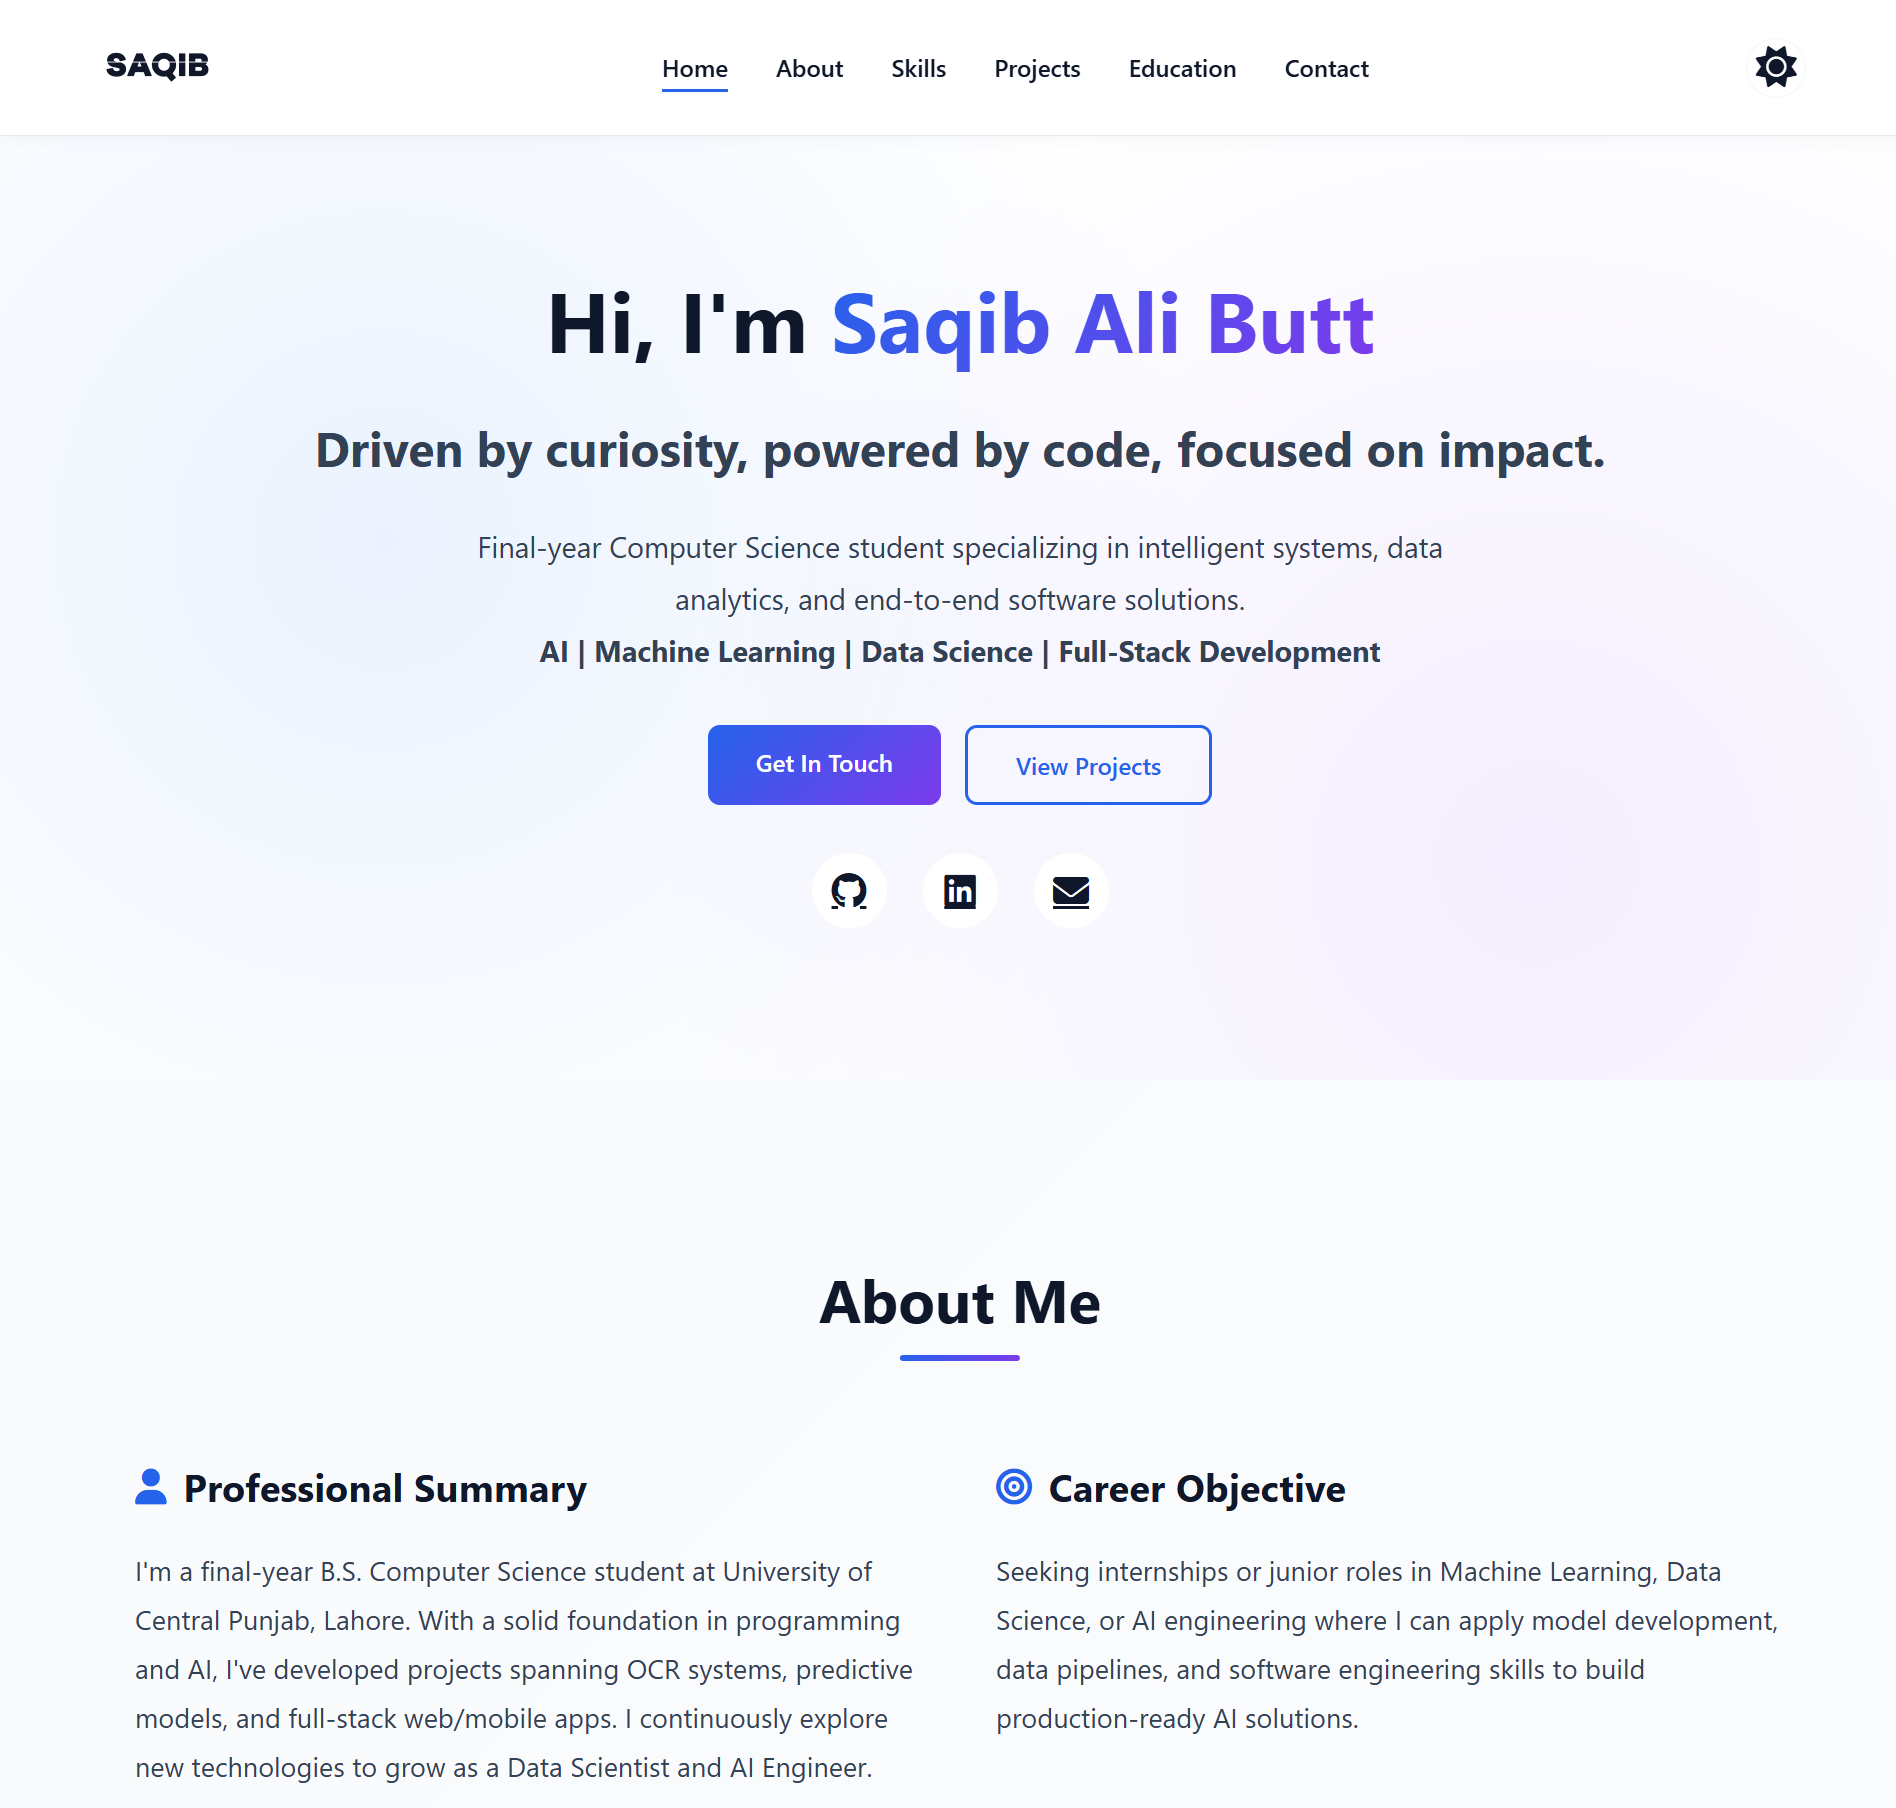 SAQIB
Home About Skills Projects Education Contact
Hi, I'm Saqib Ali Butt
Driven by curiosity, powered by code, focused on impact.
Final-year Computer Science student specializing in intelligent systems, data
analytics, and end-to-end software solutions.
AI | Machine Learning | Data Science | Full-Stack Development
Get In Touch
View Projects
About Me
Professional Summary
I'm a final-year B.S. Computer Science student at University of
Central Punjab, Lahore. With a solid foundation in programming
and AI, I've developed projects spanning OCR systems, predictive
models, and full-stack web/mobile apps. I continuously explore
new technologies to grow as a Data Scientist and AI Engineer.
Career Objective
Seeking internships or junior roles in Machine Learning, Data
Science, or AI engineering where I can apply model development,
data pipelines, and software engineering skills to build
production-ready AI solutions.